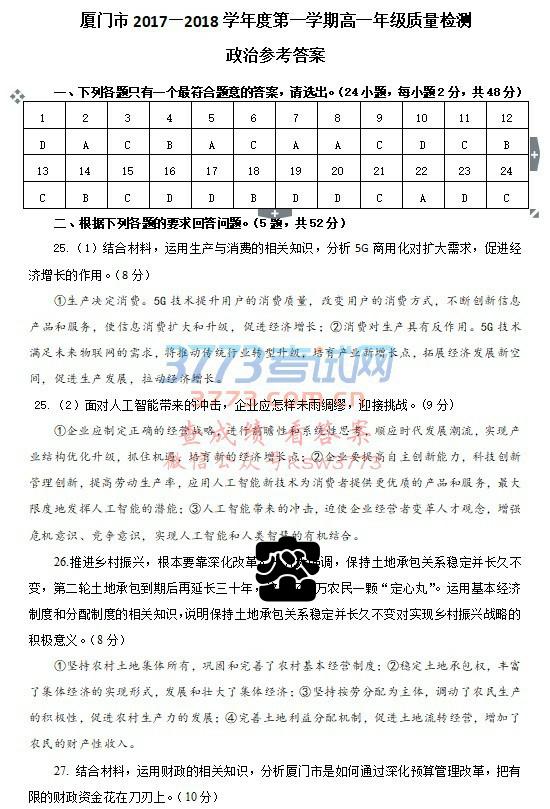 厦门市 2017—2018 学年度第一学期高一年级质量检测
政治参考答案
一、下列各题只有一个最符合题意的答案，请选出。（24 小题，每小题 2 分，共 48 分）
1 2 3 4 5 6 7 8 9 10 11 12
D A C B A C A A C D C B
13 14 15 16 17 18 19 20 21 22 23 24
C B C D D B D D C A D C
二、根据下列各题的要求回答问题。（5 题，共 52 分）
25.（1）结合材料，运用生产与消费的相关知识，分析 5G 商用化对扩大需求，促进经
济增长的作用。（8 分）
①生产决定消费。5G 技术提升用户的消费质量，改变用户的消费方式，不断创新信息
产品和服务，使信息消费扩大和升级，促进经济增长；②消费对生产具有反作用。5G 技术
满足未来物联网的需求，将推动传统行业转型升级，培育产业新增长点，拓展经济发展新空
间，促进生产发展，拉动经济增长。
3773考试网
25.（2）面对人工智能带来的冲击，企业应怎样未雨绸缪，迎接挑战。（9 分）
3773.com.cn
①企业应制定正确的经营战略，进行前瞻性和系统性思考，顺应时代发展潮流，实现产
查成绩 看答案
业结构优化升级，抓住机遇，培育新的经济增长点；②企业要提高自主创新能力，科技创新
微信公众号KSW3773
管理创新，提高劳动生产率，应用人工智能新技术为消费者提供更优质的产品和服务，最大
限度地发挥人工智能的潜能；③人工智能带来的冲击，迫使企业经营者变革人才观念，增强
危机意识、竞争意识，实现人工智能和人类智慧的有机结合。
26.推进乡村振兴，根本要靠深化改革 调，保持土地承包关系稳定并长久不
变，第二轮土地承包到期后再延长三十年， 万农民一颗“定心丸”。运用基本经济
制度和分配制度的相关知识，说明保持土地承包关系稳定并长久不变对实现乡村振兴战略的
积极意义。（8 分）
①坚持农村土地集体所有，巩固和完善了农村基本经营制度；②稳定土地承包权，丰富
了集体经济的实现形式，发展和壮大了集体经济；③坚持按劳分配为主体，调动了农民生产
的积极性，促进农村生产力的发展；④完善土地利益分配机制，促进土地流转经营，增加了
农民的财产性收入。
27. 结合材料，运用财政的相关知识，分析厦门市是如何通过深化预算管理改革，把有
限的财政资金花在刀刃上。（10 分）